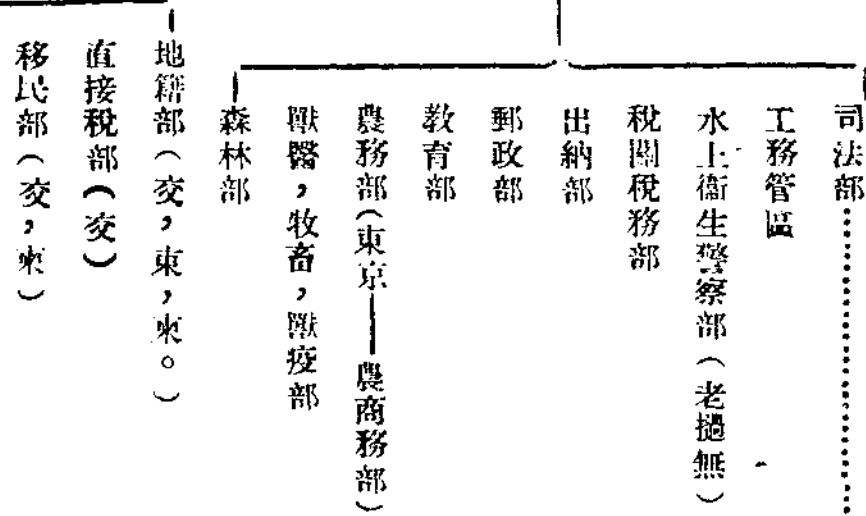 司法部
工務管區
水上衞生警察部（老撾無）
稅關稅務部
出納部
郵政部
教育部
農務部（東京——農商務部）
獸醫，牧畜，獸疫部
森林部
地籍部（交，東，柬。）
直接稅部（交）
移民部（交，柬）